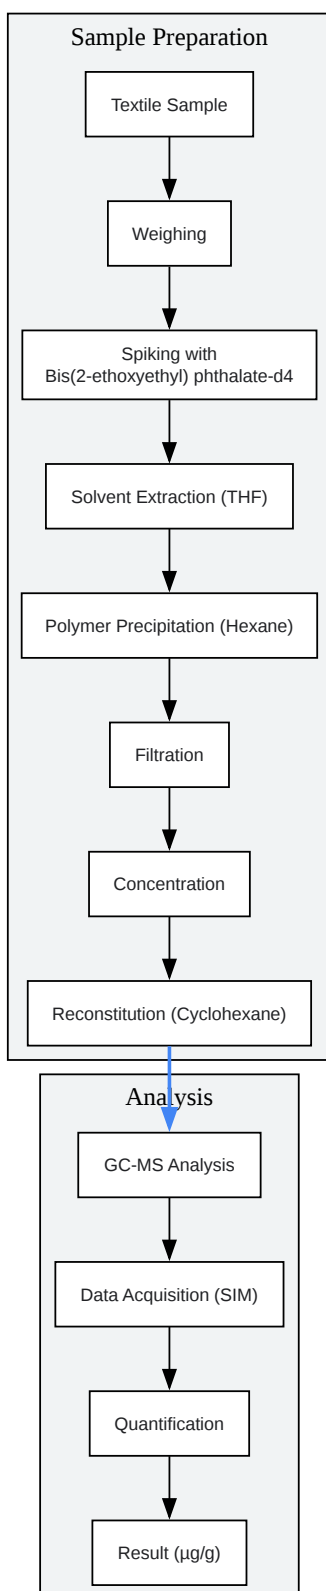 Sample Preparation
Textile Sample
Weighing
Spiking with
Bis(2-ethoxyethyl) phthalate-d4
Solvent Extraction (THF)
Polymer Precipitation (Hexane)
Filtration
Concentration
Reconstitution (Cyclohexane)
Analysis
GC-MS Analysis
Data Acquisition (SIM)
Quantification
Result (µg/g)